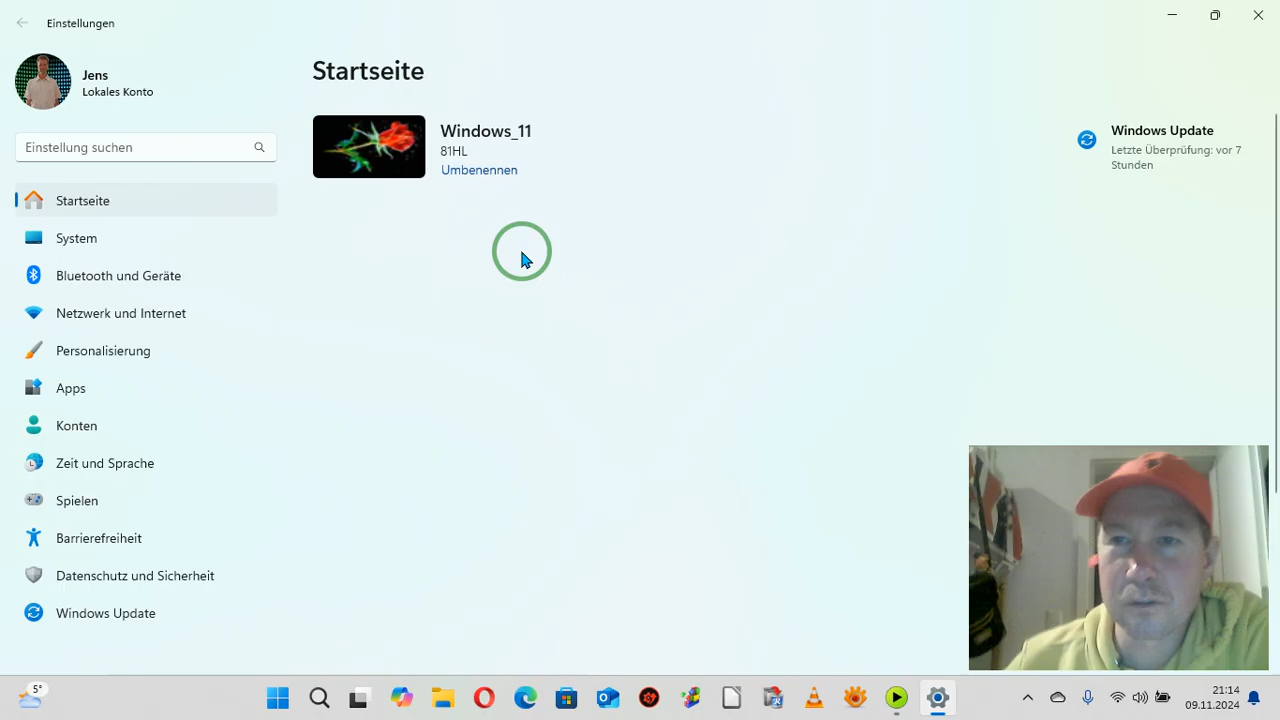 Einstellungen
Jens
Lokales Konto
Einstellung suchen
Startseite
System
Bluetooth und Geräte
Netzwerk und Internet
Personalisierung
Apps
Konten
Zeit und Sprache
Spielen
Barrierefreiheit
Datenschutz und Sicherheit
Windows Update
Startseite
Windows_11
81HL
Umbenennen
Windows Update
Letzte Überprüfung: vor 7
Stunden
5°
21:14
09.11.2024